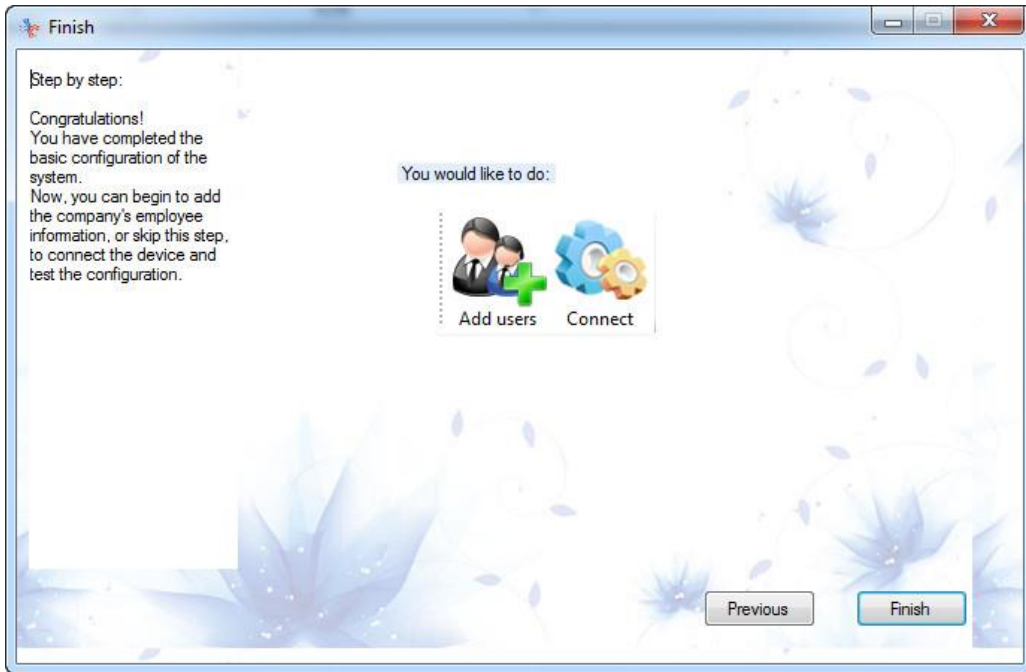 Finish
Step by step:
Congratulations!
You have completed the
basic configuration of the
system.
Now, you can begin to add
the company's employee
information, or skip this step,
to connect the device and
test the configuration.
You would like to do:
Add users Connect
Previous Finish